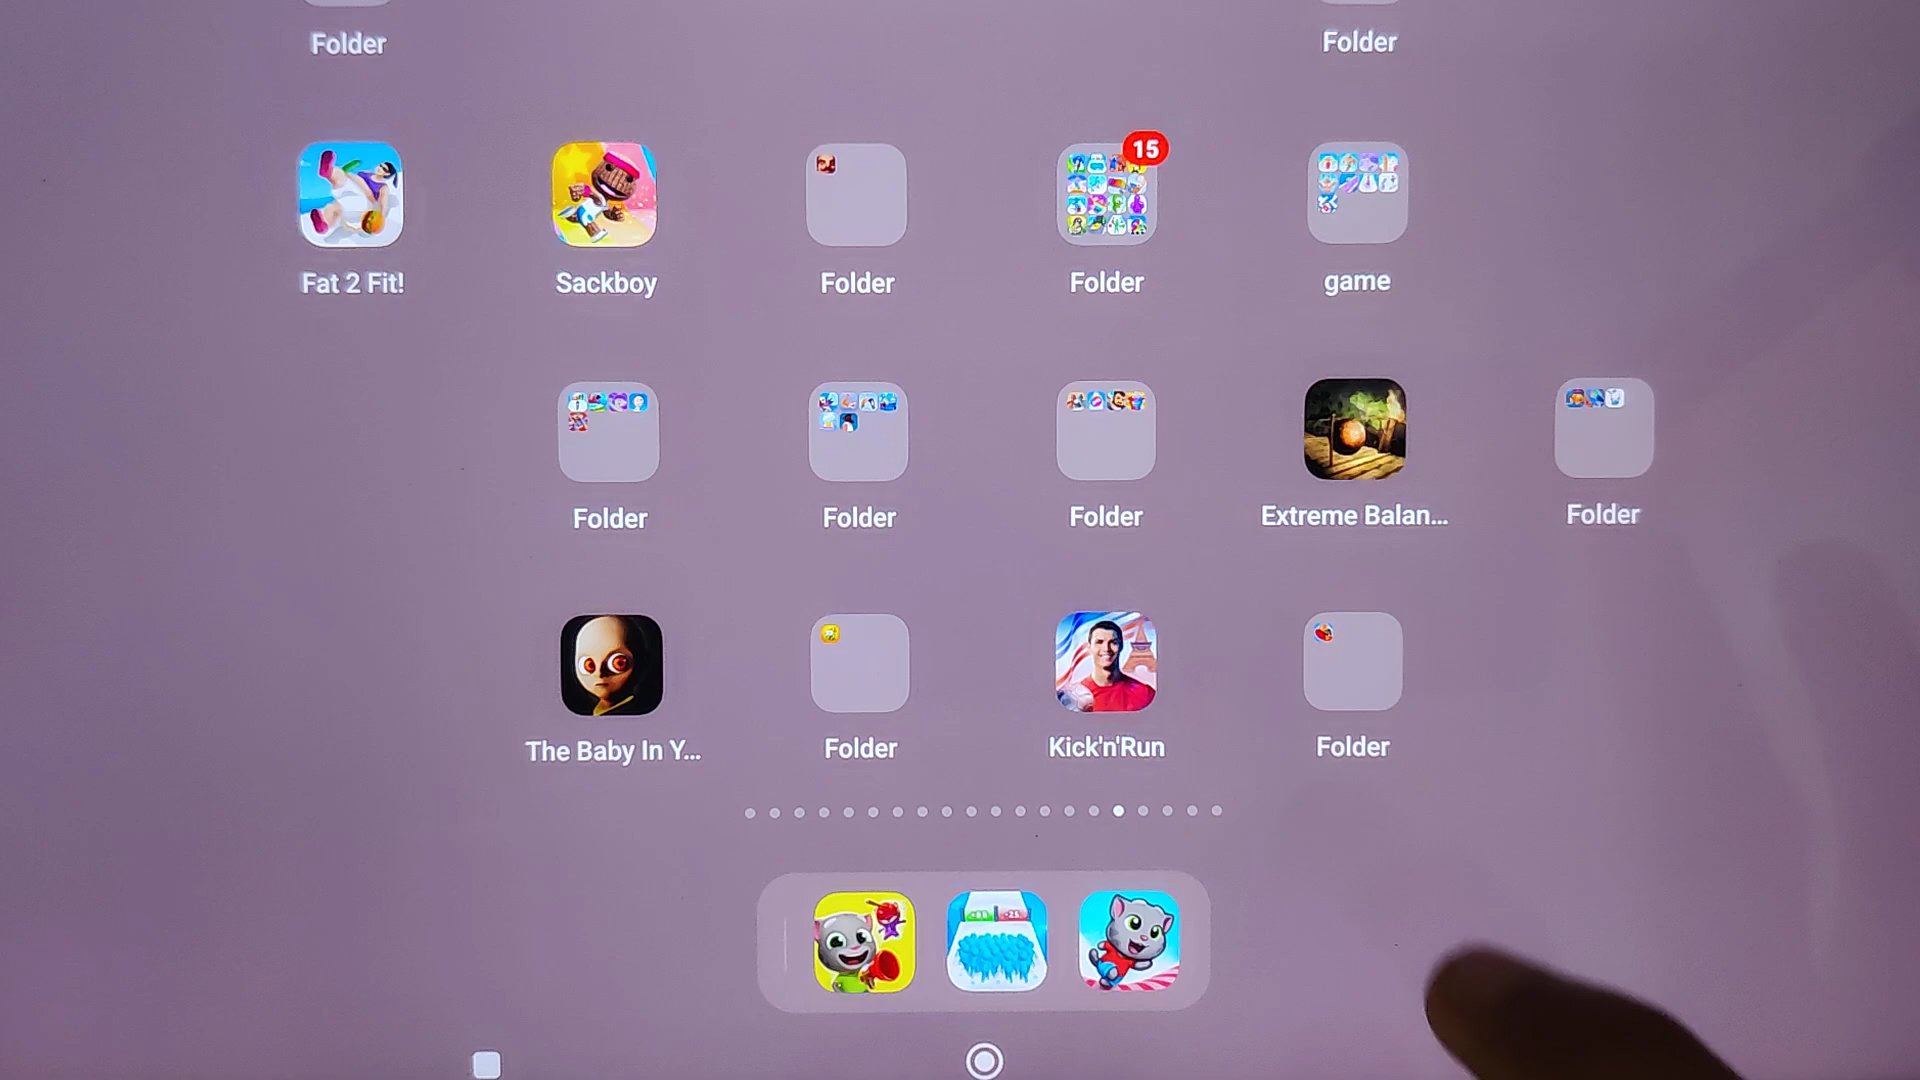 Folder
Folder
15
Fat 2 Fit!
Sackboy
Folder
Folder
game
Folder
Folder
Folder
Extreme Balan...
Folder
The Baby In Y...
Folder
Kick'n'Run
Folder